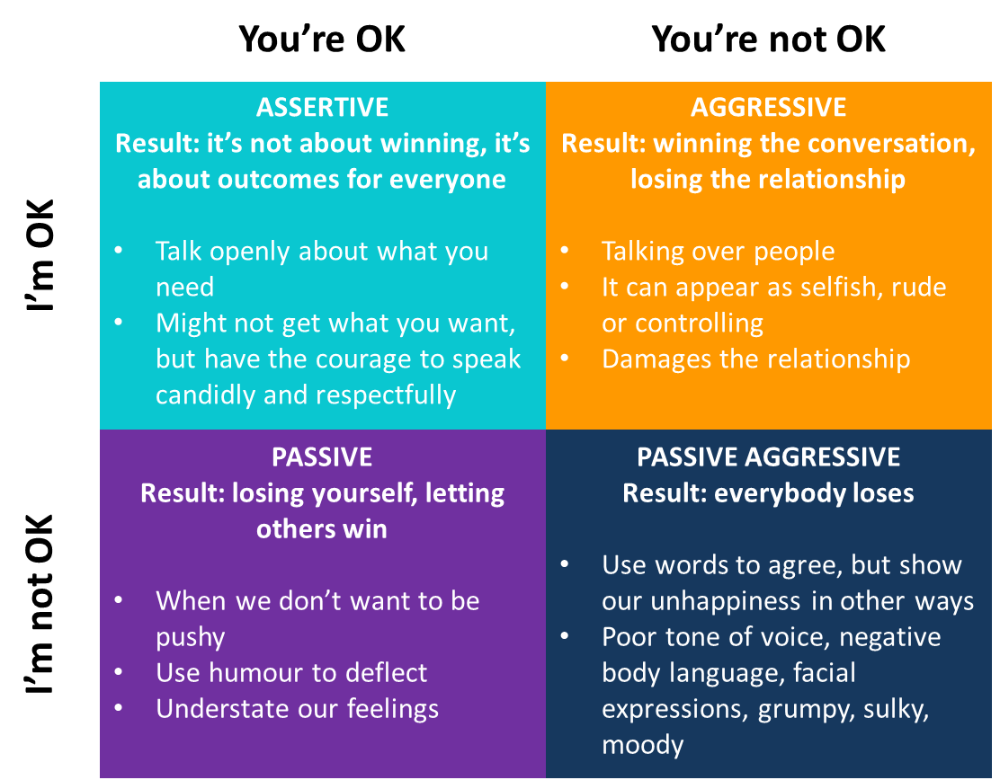 You’re OK
You’re not OK
I’m OK
ASSERTIVE
Result: it’s not about winning, it’s
about outcomes for everyone
• Talk openly about what you
need
• Might not get what you want,
but have the courage to speak
candidly and respectfully
AGGRESSIVE
Result: winning the conversation,
losing the relationship
• Talking over people
• It can appear as selfish, rude
or controlling
• Damages the relationship
I’m not OK
PASSIVE
Result: losing yourself, letting
others win
• When we don’t want to be
pushy
• Use humour to deflect
• Understate our feelings
PASSIVE AGGRESSIVE
Result: everybody loses
• Use words to agree, but show
our unhappiness in other ways
• Poor tone of voice, negative
body language, facial
expressions, grumpy, sulky,
moody